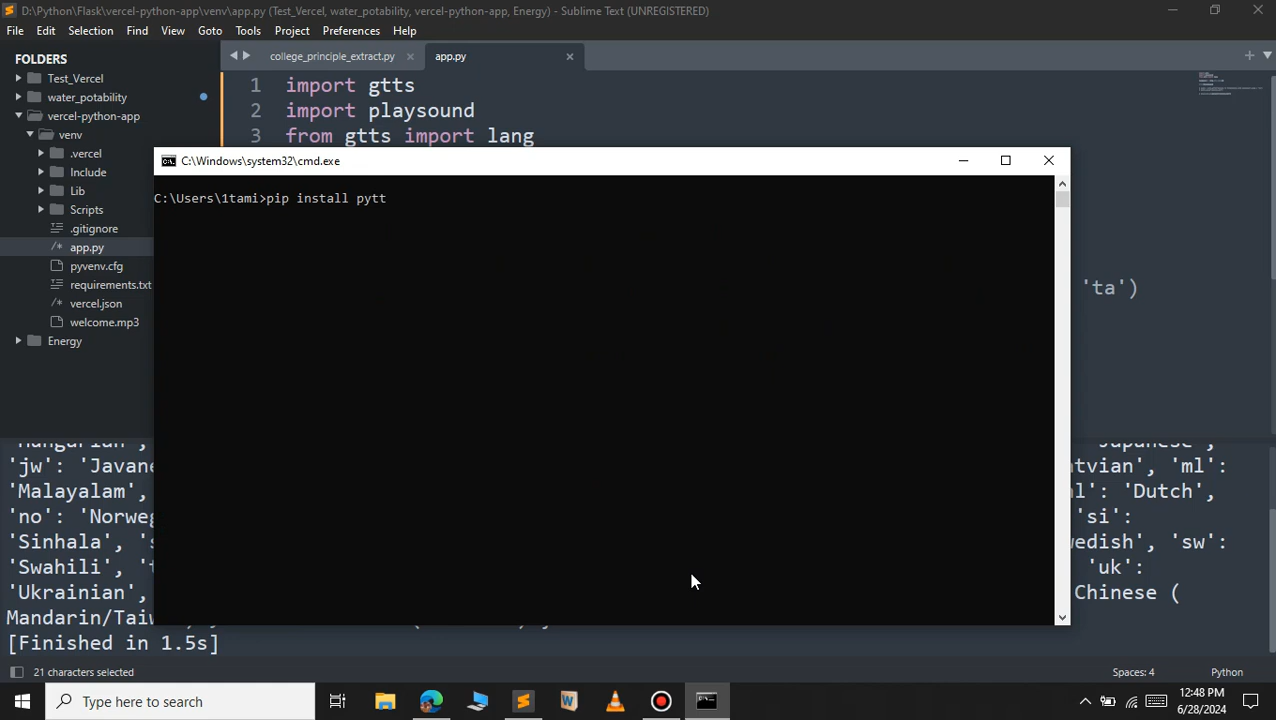 D:\Python\Flask\vercel-python-app\venv\app.py (Test_Vercel, water_potability, vercel-python-app, Energy) - Sublime Text (UNREGISTERED)
File Edit Selection Find View Goto Tools Project Preferences Help
FOLDERS
Test_Vercel
water_potability
vercel-python-app
venv
.vercel
Include
Lib
Scripts
.gitignore
app.py
pyvenv.cfg
requirements.txt
vercel.json
welcome.mp3
Energy
college_principle_extract.py
app.py
1 import gtts
2 import playsound
3 from gtts import lang
'ta')
C:\Windows\system32\cmd.exe
C:\Users\1tami>pip install pytt
'jw': 'Javane
atvian', 'ml':
'Malayalam',
'Dutch',
'no': 'Norweg
'si':
'Sinhala', 's
wedish', 'sw':
'Swahili', 't
'uk':
'Ukrainian',
Chinese (
[Finished in 1.5s]
21 characters selected
Spaces: 4
Python
Type here to search
12:48 PM
6/28/2024